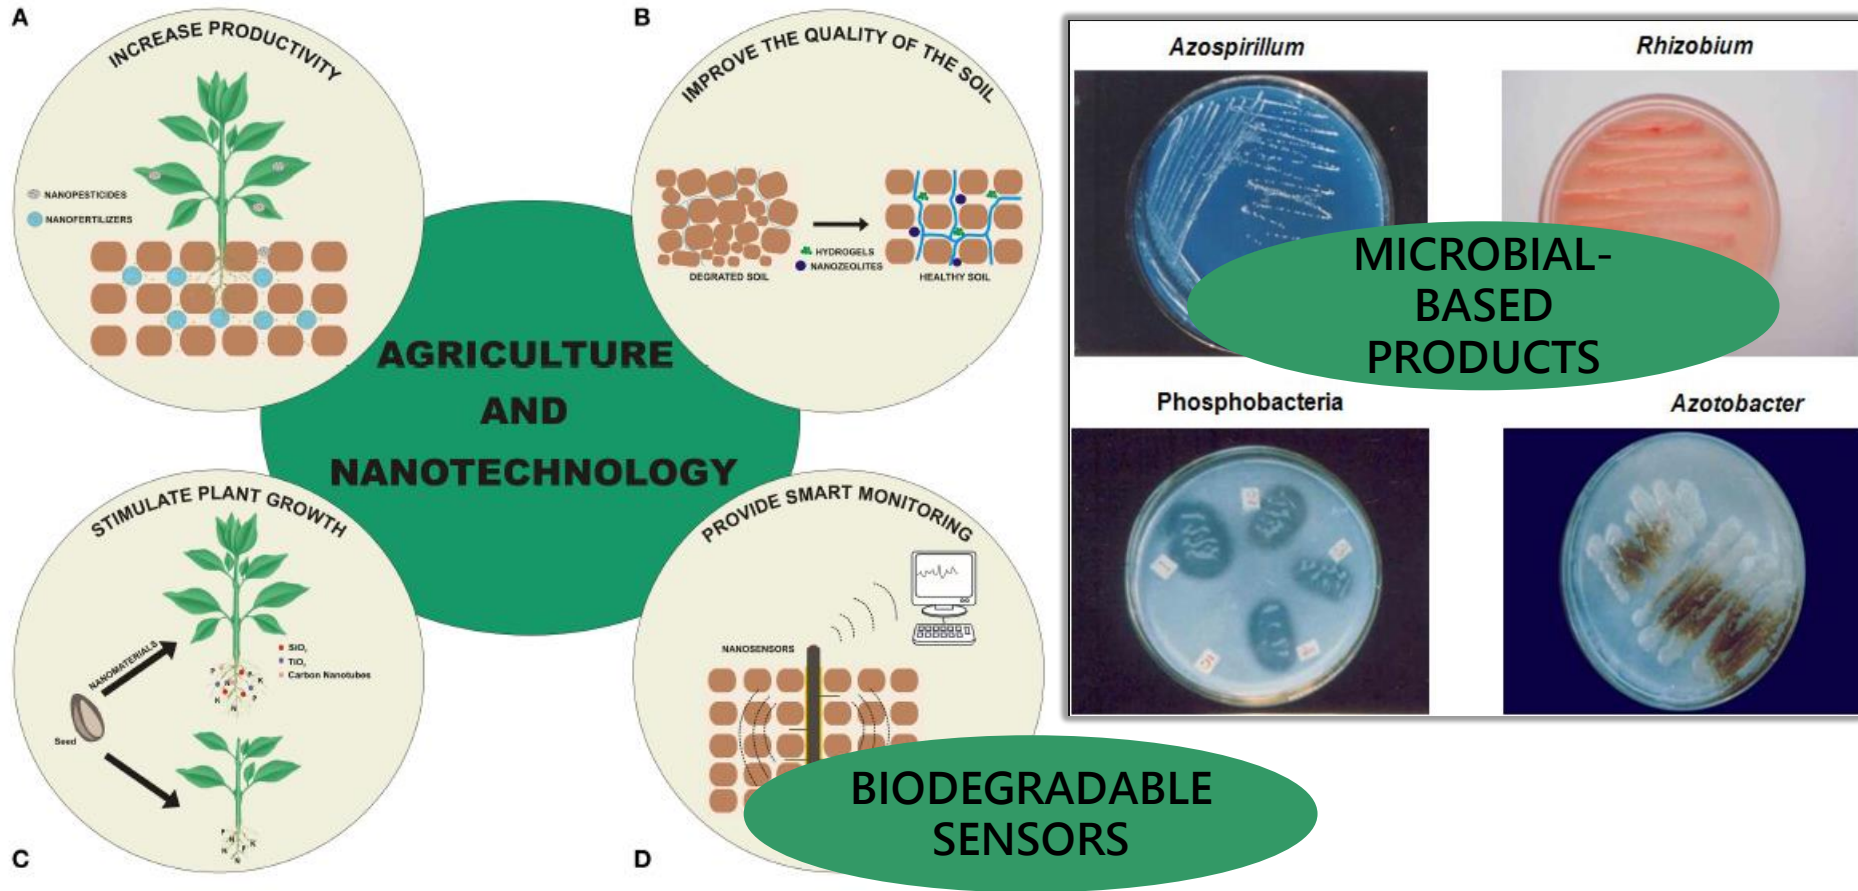 A
INCREASE PRODUCTIVITY
NANOPESTICIDES
NANOFERTILIZERS
B
IMPROVE THE QUALITY OF THE SOIL
DEGRATED SOIL
HYDROGELS
NANOZEOLITES
HEALTHY SOIL
AGRICULTURE
AND
NANOTECHNOLOGY
C
STIMULATE PLANT GROWTH
NANOMATERIALS
Seed
SiO₂
TiO₂
Carbon Nanotubes
D
PROVIDE SMART MONITORING
NANOSENSORS
BIODEGRADABLE
SENSORS
Azospirillum
Rhizobium
MICROBIAL-
BASED
PRODUCTS
Phosphobacteria
Azotobacter